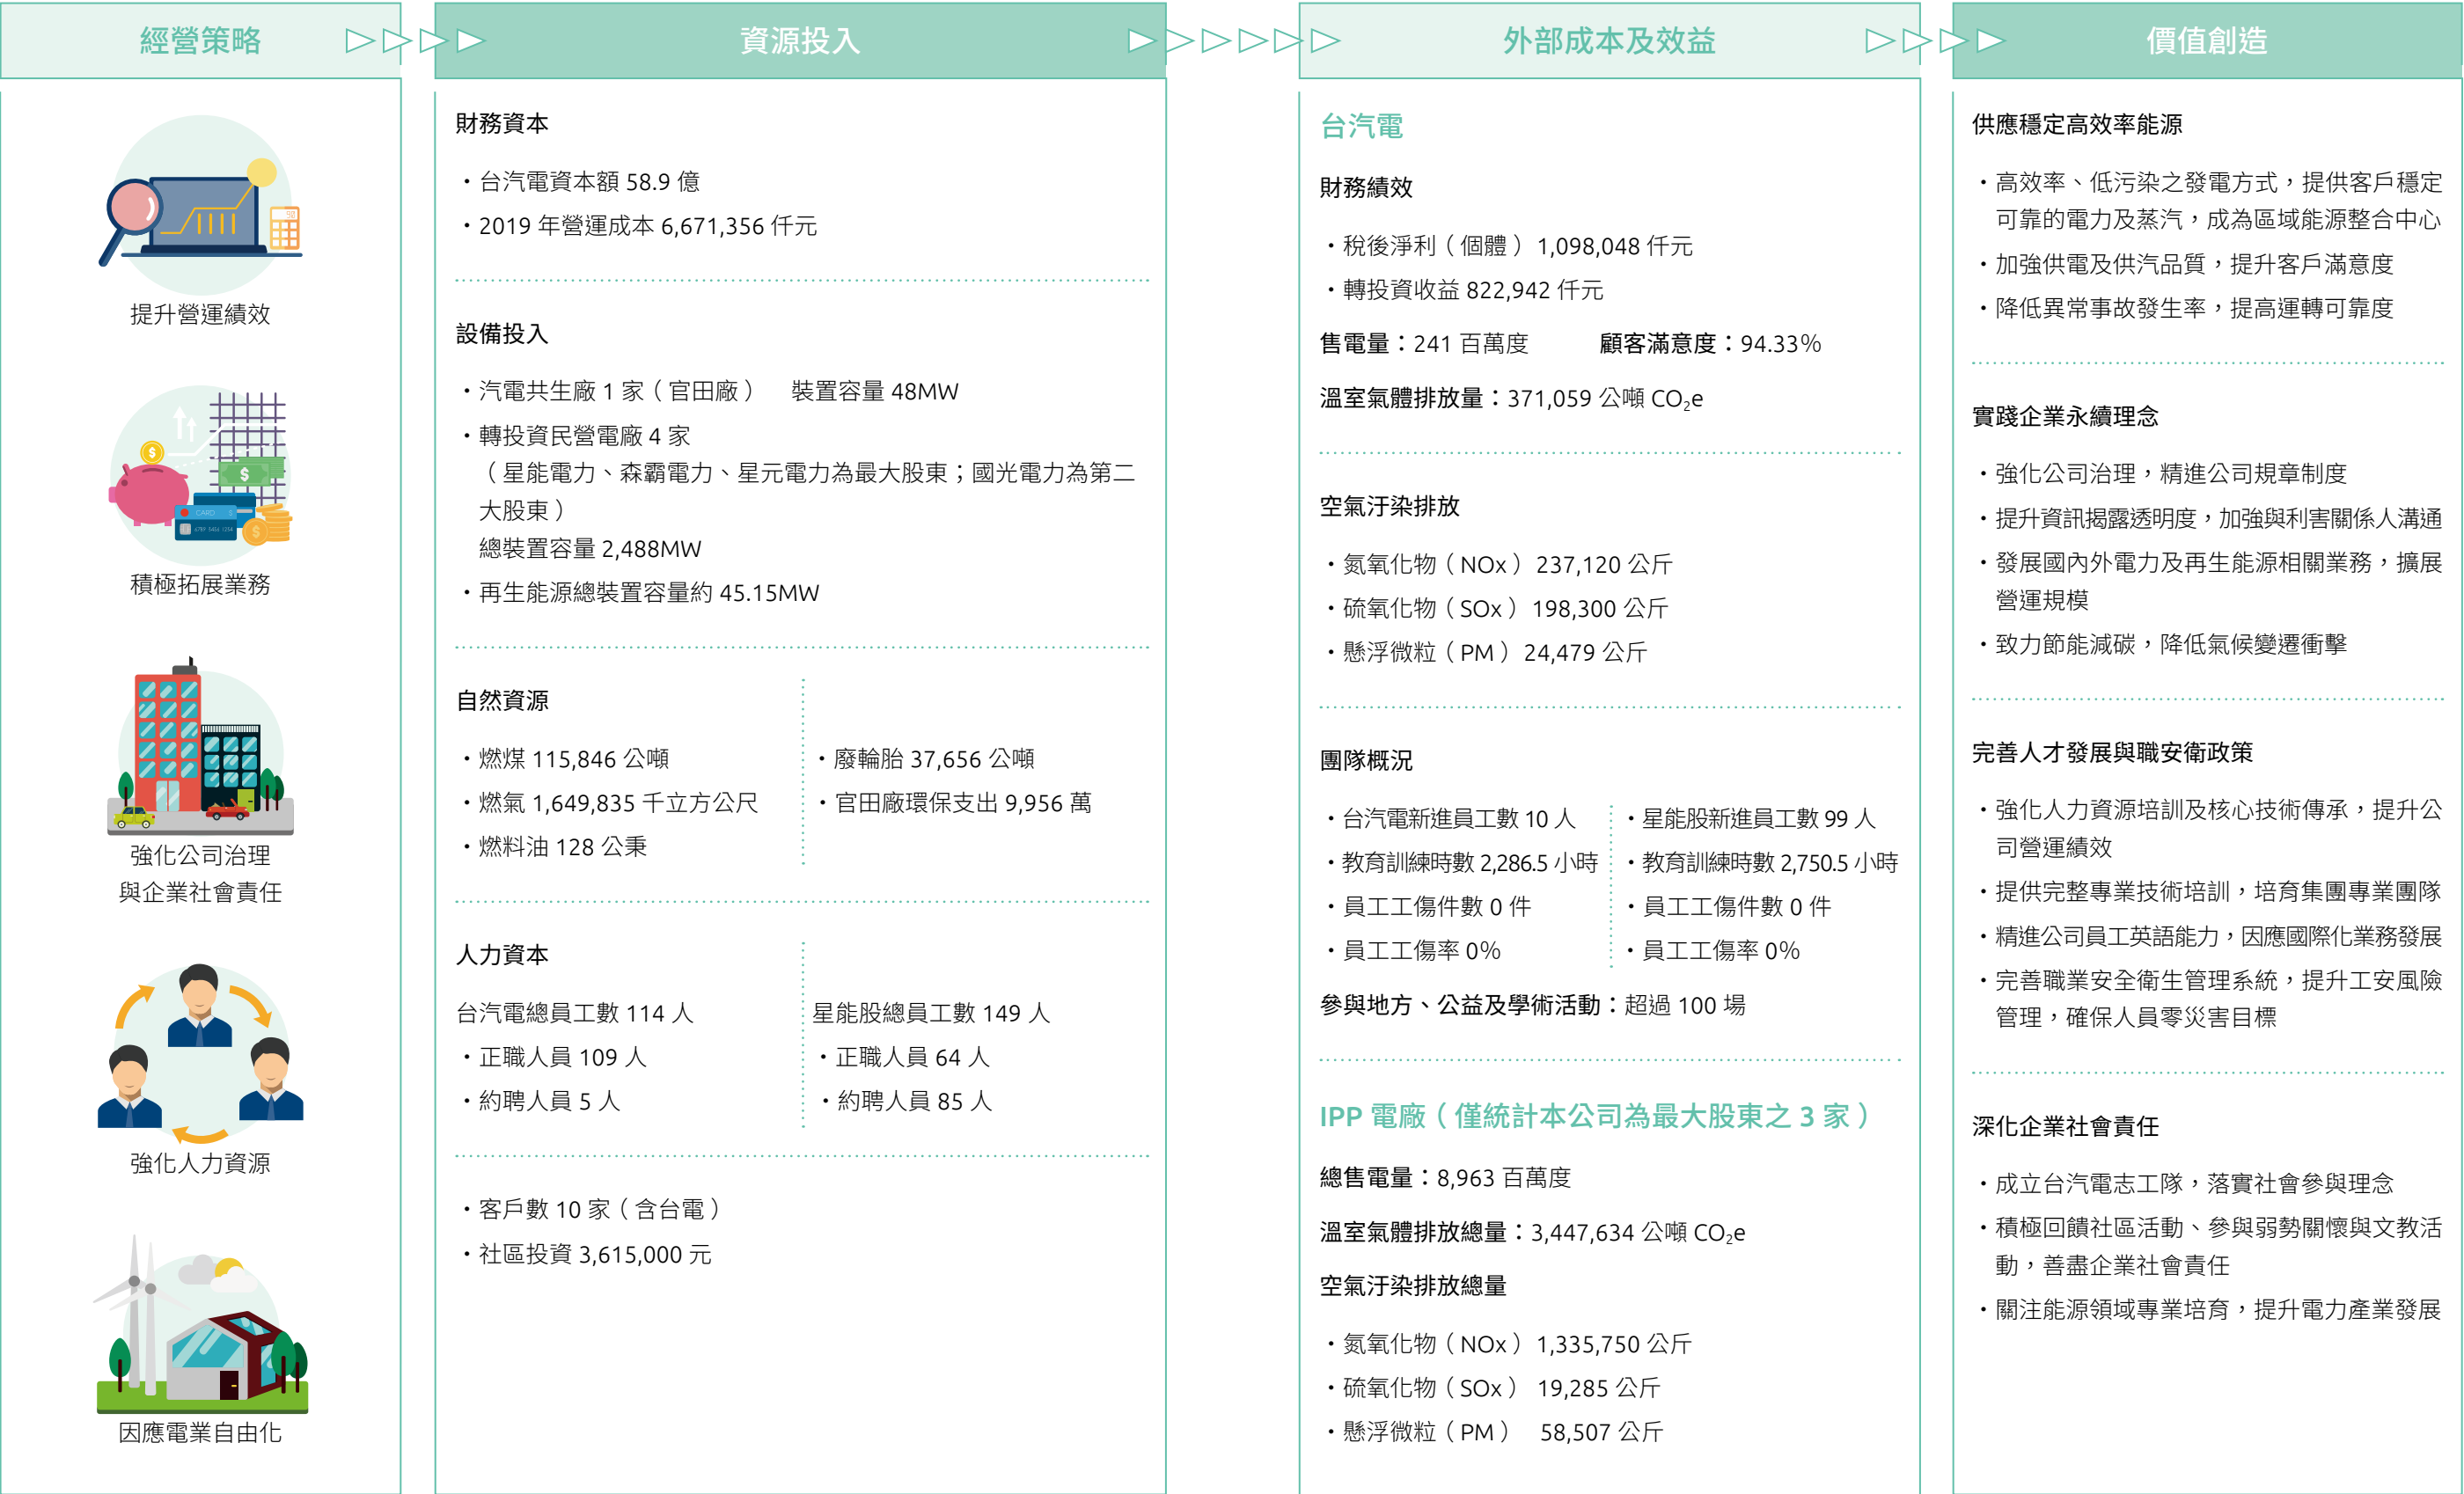 經營策略
提升營運績效
積極拓展業務
強化公司治理
與企業社會責任
強化人力資源
因應電業自由化
資源投入
財務資本
・台汽電資本額 58.9 億
・2019 年營運成本 6,671,356 仟元
設備投入
・汽電共生廠 1 家（官田廠） 裝置容量 48MW
・轉投資民營電廠 4 家
（星能電力、森霸電力、星元電力為最大股東；國光電力為第二
大股東）
總裝置容量 2,488MW
・再生能源總裝置容量約 45.15MW
自然資源
・燃煤 115,846 公噸
・燃氣 1,649,835 千立方公尺
・燃料油 128 公秉
・廢輪胎 37,656 公噸
・官田廠環保支出 9,956 萬
人力資本
台汽電總員工數 114 人
・正職人員 109 人
・約聘人員 5 人
星能股總員工數 149 人
・正職人員 64 人
・約聘人員 85 人
・客戶數 10 家（含台電）
・社區投資 3,615,000 元
外部成本及效益
台汽電
財務績效
・稅後淨利（個體）1,098,048 仟元
・轉投資收益 822,942 仟元
售電量：241 百萬度 顧客滿意度：94.33%
溫室氣體排放量：371,059 公噸 CO₂e
空氣汙染排放
・氮氧化物（NOx）237,120 公斤
・硫氧化物（SOx）198,300 公斤
・懸浮微粒（PM）24,479 公斤
團隊概況
・台汽電新進員工數 10 人
・教育訓練時數 2,286.5 小時
・員工工傷件數 0 件
・員工工傷率 0%
・星能股新進員工數 99 人
・教育訓練時數 2,750.5 小時
・員工工傷件數 0 件
・員工工傷率 0%
參與地方、公益及學術活動：超過 100 場
IPP 電廠（僅統計本公司為最大股東之 3 家）
總售電量：8,963 百萬度
溫室氣體排放總量：3,447,634 公噸 CO₂e
空氣汙染排放總量
・氮氧化物（NOx）1,335,750 公斤
・硫氧化物（SOx） 19,285 公斤
・懸浮微粒（PM） 58,507 公斤
價值創造
供應穩定高效率能源
・高效率、低污染之發電方式，提供客戶穩定
可靠的電力及蒸汽，成為區域能源整合中心
・加強供電及供汽品質，提升客戶滿意度
・降低異常事故發生率，提高運轉可靠度
實踐企業永續理念
・強化公司治理，精進公司規章制度
・提升資訊揭露透明度，加強與利害關係人溝通
・發展國內外電力及再生能源相關業務，擴展
營運規模
・致力節能減碳，降低氣候變遷衝擊
完善人才發展與職安衛政策
・強化人力資源培訓及核心技術傳承，提升公
司營運績效
・提供完整專業技術培訓，培育集團專業團隊
・精進公司員工英語能力，因應國際化業務發展
・完善職業安全衛生管理系統，提升工安風險
管理，確保人員零災害目標
深化企業社會責任
・成立台汽電志工隊，落實社會參與理念
・積極回饋社區活動、參與弱勢關懷與文教活
動，善盡企業社會責任
・關注能源領域專業培育，提升電力產業發展